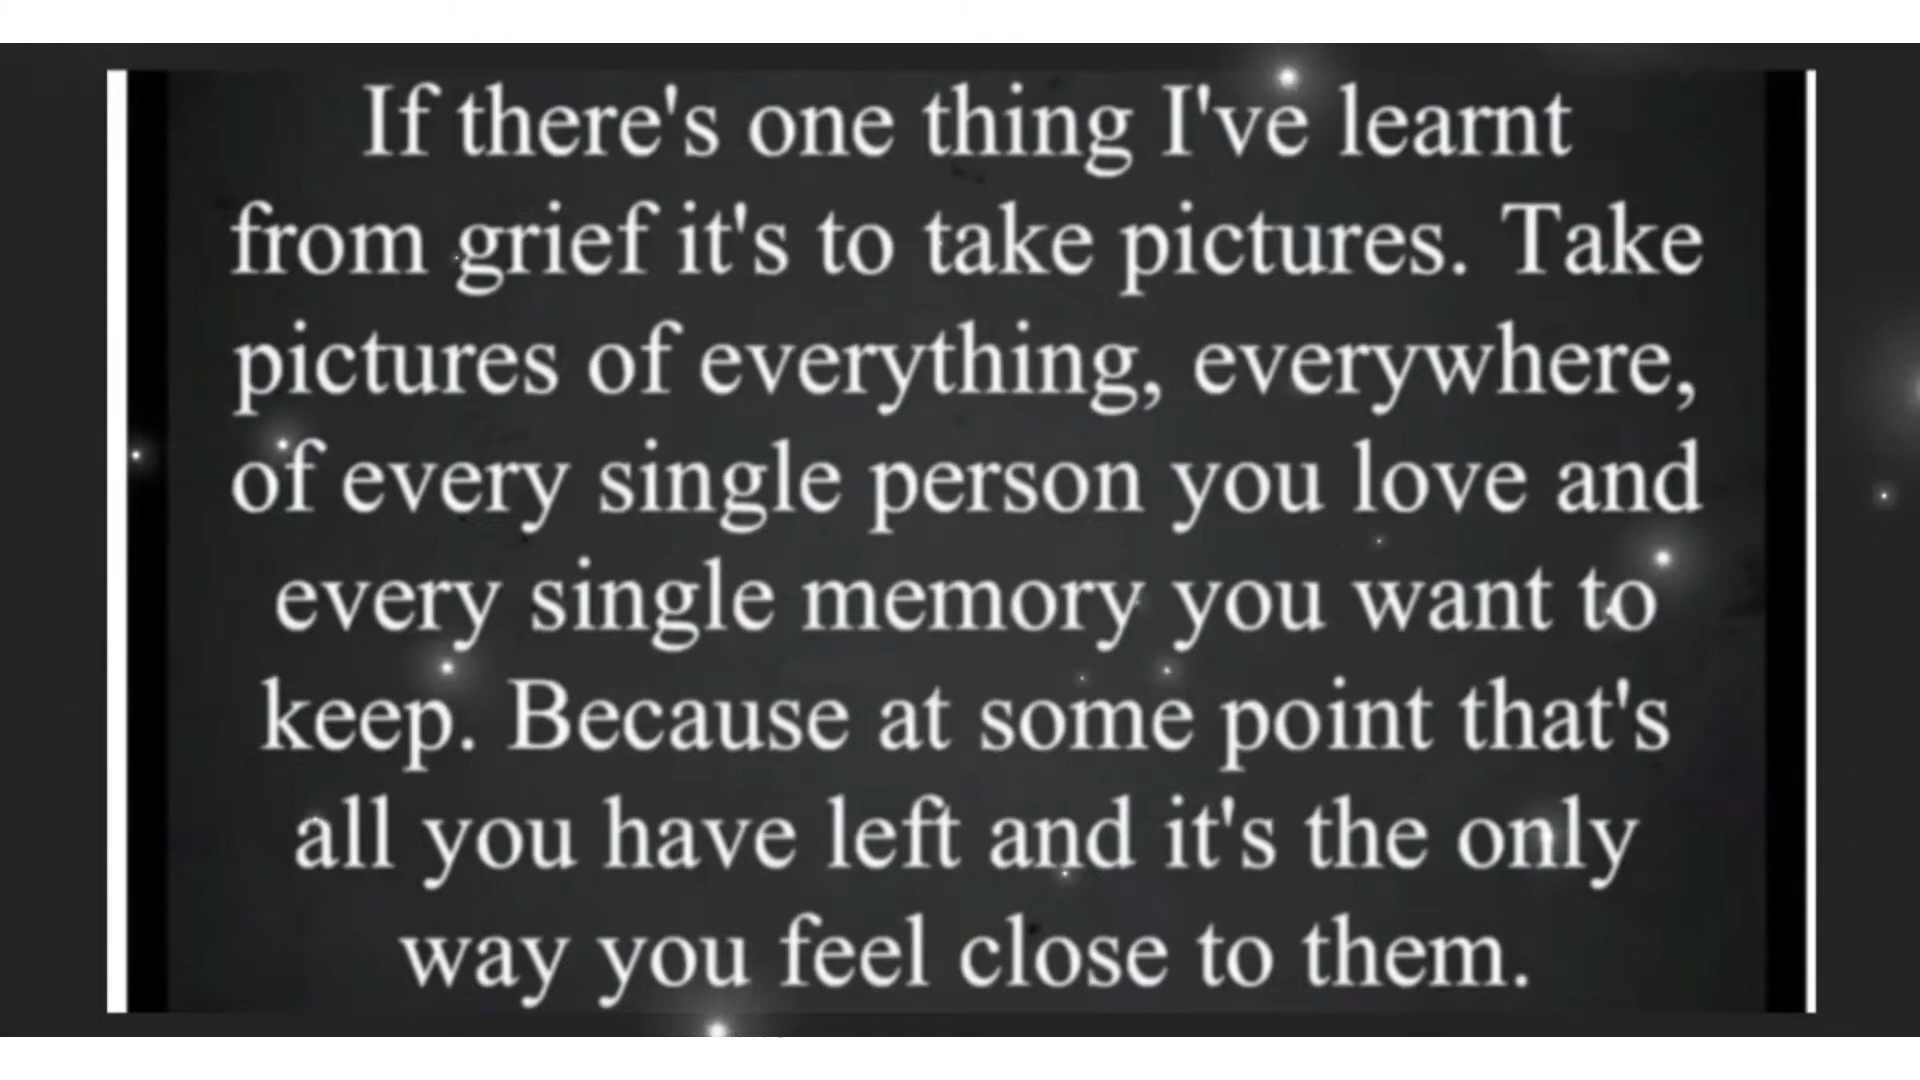 If there's one thing I've learnt
from grief it's to take pictures. Take
pictures of everything, everywhere,
of every single person you love and
every single memory you want to
keep. Because at some point that's
all you have left and it's the only
way you feel close to them.